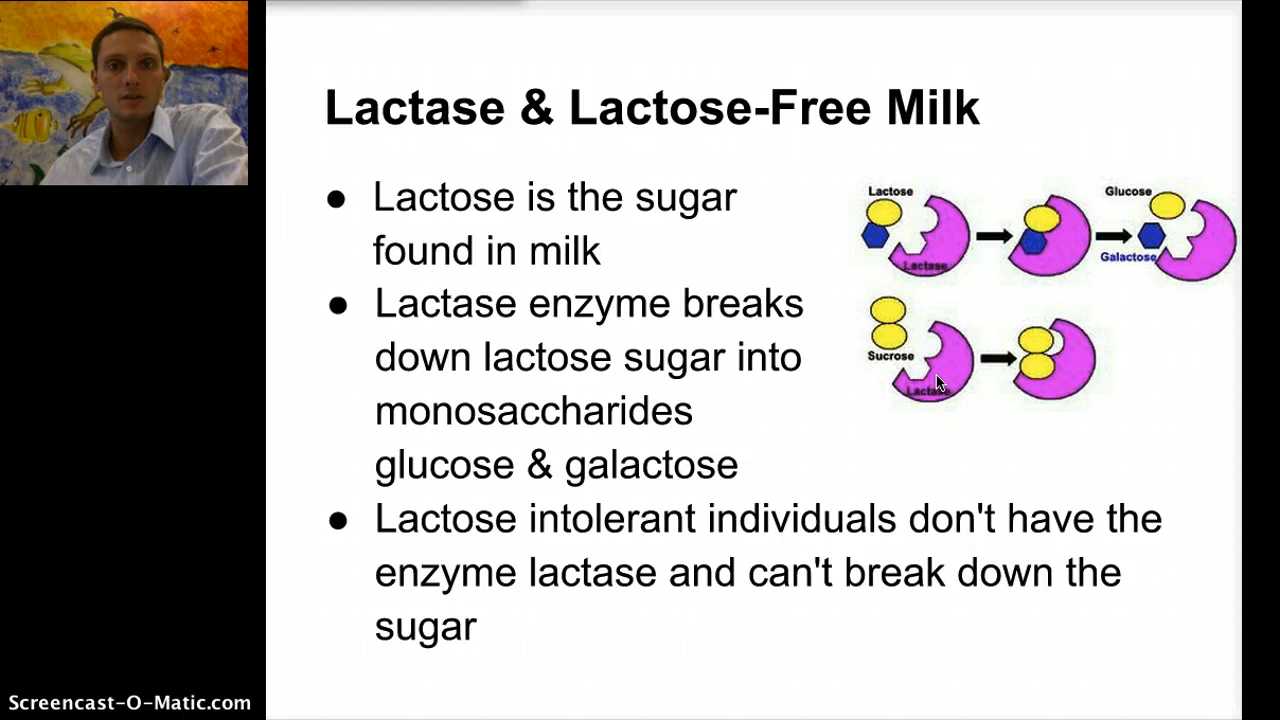 Lactase & Lactose-Free Milk
● Lactose is the sugar
found in milk
● Lactase enzyme breaks
down lactose sugar into
monosaccharides
glucose & galactose
● Lactose intolerant individuals don't have the
enzyme lactase and can't break down the
sugar
Lactose
Lactase
Glucose
Galactose
Sucrose
Lactase
Screencast-O-Matic.com